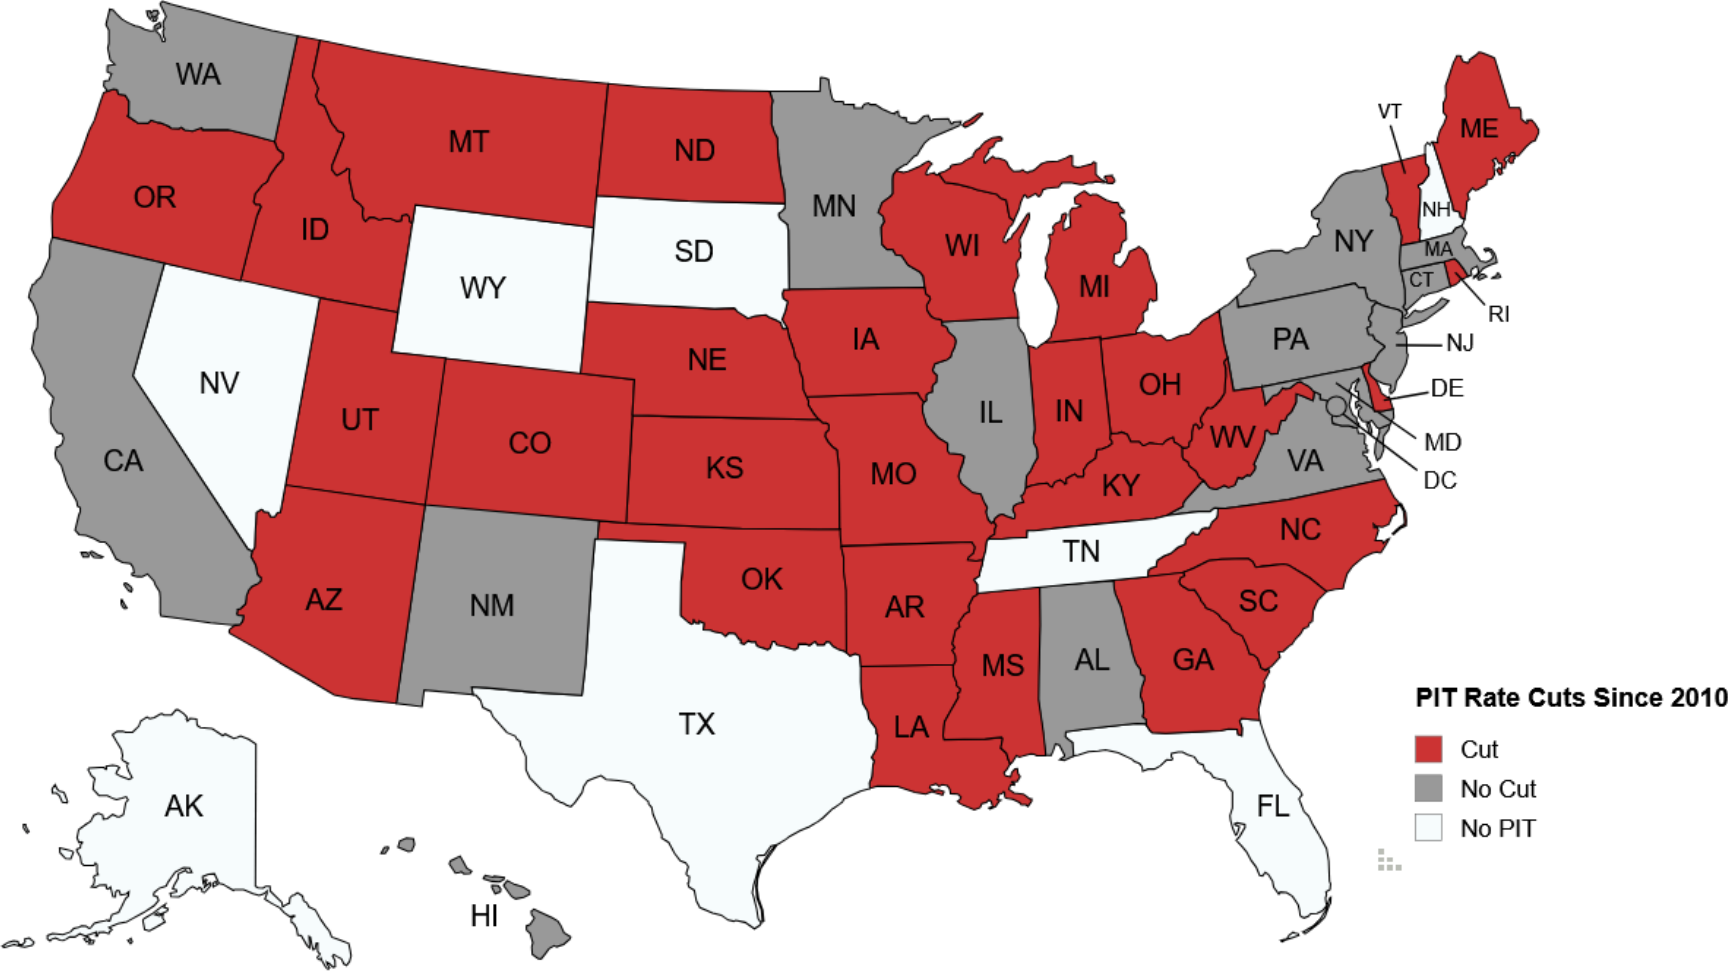 WA
OR
CA
NV
ID
MT
WY
UT
AZ
CO
NM
ND
SD
NE
KS
OK
TX
MN
IA
MO
AR
LA
WI
IL
MI
IN
OH
KY
TN
MS
AL
GA
FL
SC
NC
VA
WV
PA
NY
VT
NH
ME
MA
CT
RI
NJ
DE
MD
DC
AK
HI
PIT Rate Cuts Since 2010
Cut
No Cut
No PIT